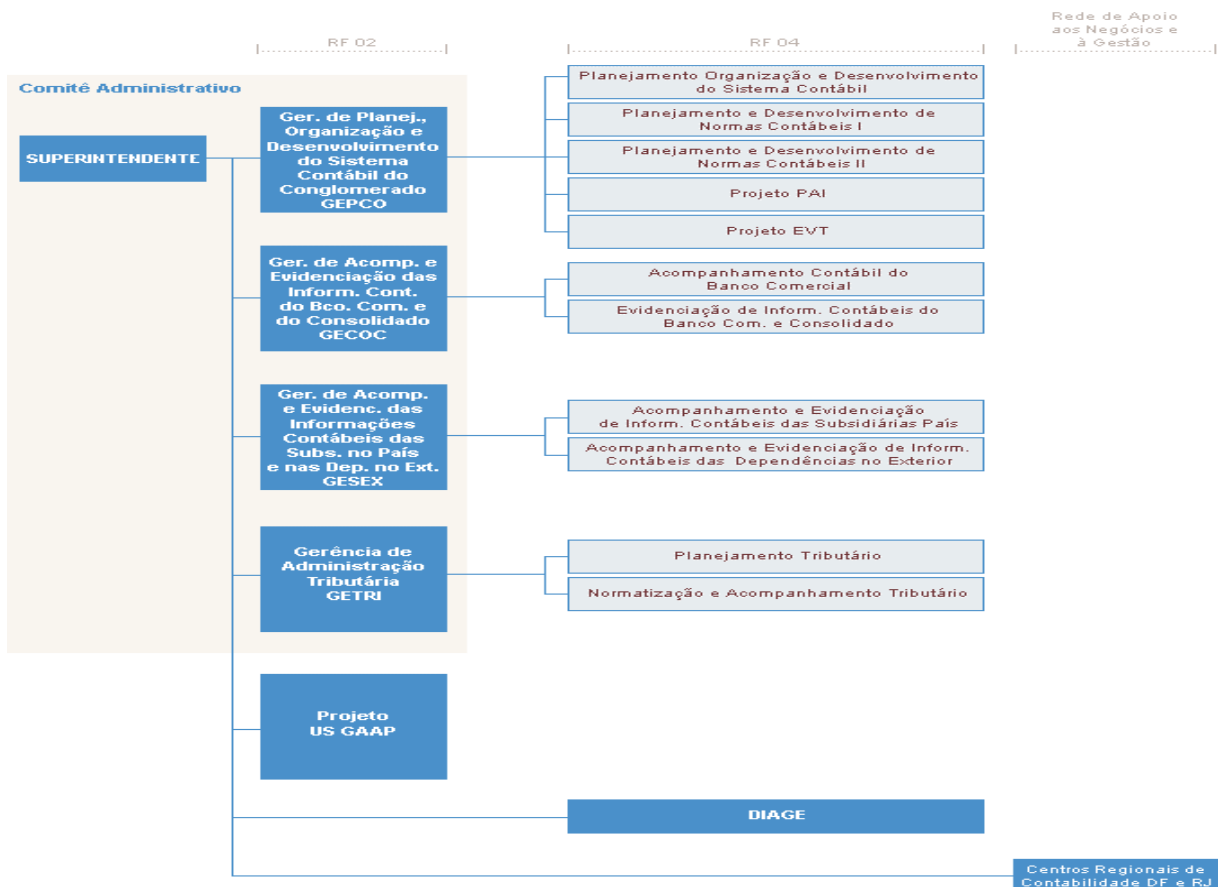 Rede de Apoio
aos Negócios e
à Gestão
RF 02
RF 04
Comitê Administrativo
SUPERINTENDENTE
Ger. de Planej.,
Organização e
Desenvolvimento
do Sistema
Contábil do
Conglomerado
GEPCO
Planejamento Organização e Desenvolvimento
do Sistema Contábil
Planejamento e Desenvolvimento de
Normas Contábeis I
Planejamento e Desenvolvimento de
Normas Contábeis II
Projeto PAI
Projeto EVT
Ger. de Acomp. e
Evidenciação das
Inform. Cont.
do Bco. Com. e
do Consolidado
GECOC
Acompanhamento Contábil do
Banco Comercial
Evidenciação de Inform. Contábeis do
Banco Com. e Consolidado
Ger. de Acomp.
e Evidenc. das
Informações
Contábeis das
Subs. no País
e nas Dep. no Ext.
GESEX
Acompanhamento e Evidenciação
de Inform. Contábeis das Subsidiárias País
Acompanhamento e Evidenciação de Inform.
Contábeis das Dependências no Exterior
Gerência de
Administração
Tributária
GETRI
Planejamento Tributário
Normatização e Acompanhamento Tributário
Projeto
US GAAP
DIAGE
Centros Regionais de
Contabilidade DF e RJ